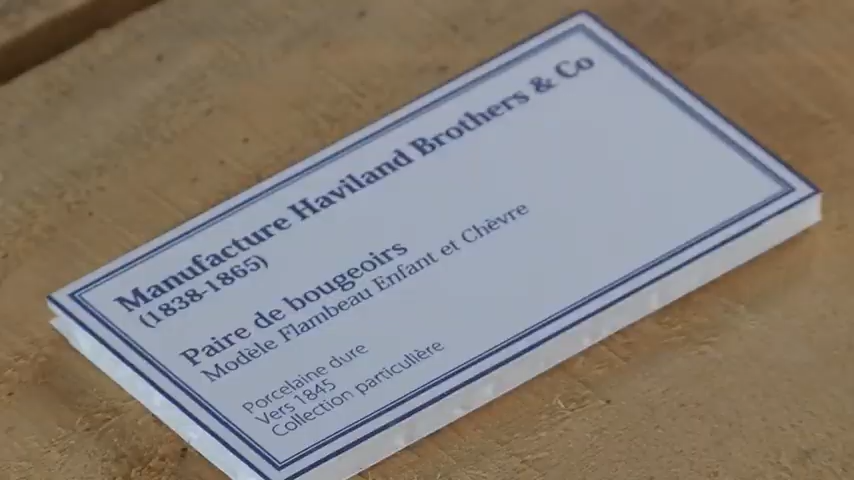 Manufacture Haviland Brothers & Co
(1838-1865)
Paire de bougeoirs
Modèle Flambeau Enfant et Chèvre
Porcelaine dure
Vers 1845
Collection particulière